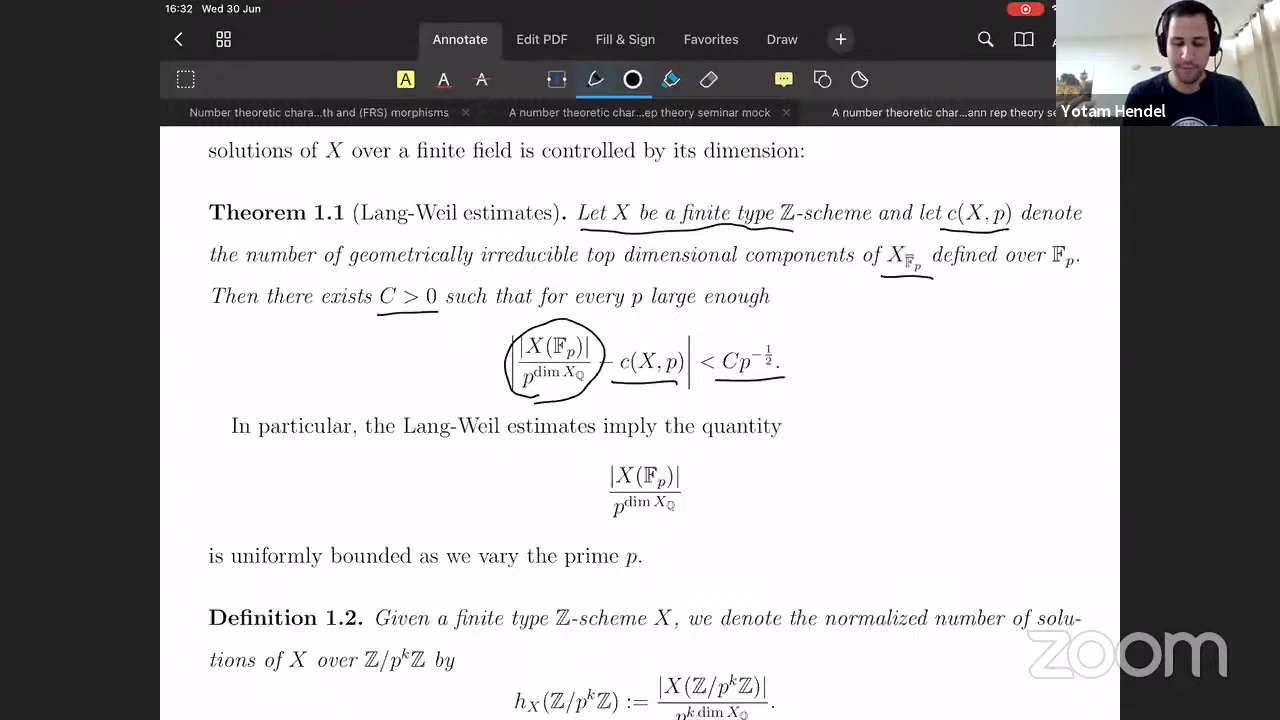 16:32 Wed 30 Jun
Annotate Edit PDF Fill & Sign Favorites Draw
A A A
Number theoretic chara...th and (FRS) morphisms A number theoretic char...ep theory seminar mock A number theoretic char...ann rep theory se
Yotam Hendel
solutions of X over a finite field is controlled by its dimension:
Theorem 1.1 (Lang-Weil estimates). Let X be a finite type ℤ-scheme and let c(X, p) denote
the number of geometrically irreducible top dimensional components of X_{\overline{𝔽}_p} defined over 𝔽_p.
Then there exists C > 0 such that for every p large enough
| |X(𝔽_p)| / p^{dim X_ℚ} − c(X, p) | < Cp^{−1/2}.
In particular, the Lang-Weil estimates imply the quantity
|X(𝔽_p)| / p^{dim X_ℚ}
is uniformly bounded as we vary the prime p.
Definition 1.2. Given a finite type ℤ-scheme X, we denote the normalized number of solu-
tions of X over ℤ/p^kℤ by
h_X(ℤ/p^kℤ) := |X(ℤ/p^kℤ)| / p^{k dim X_ℚ}.
zoom